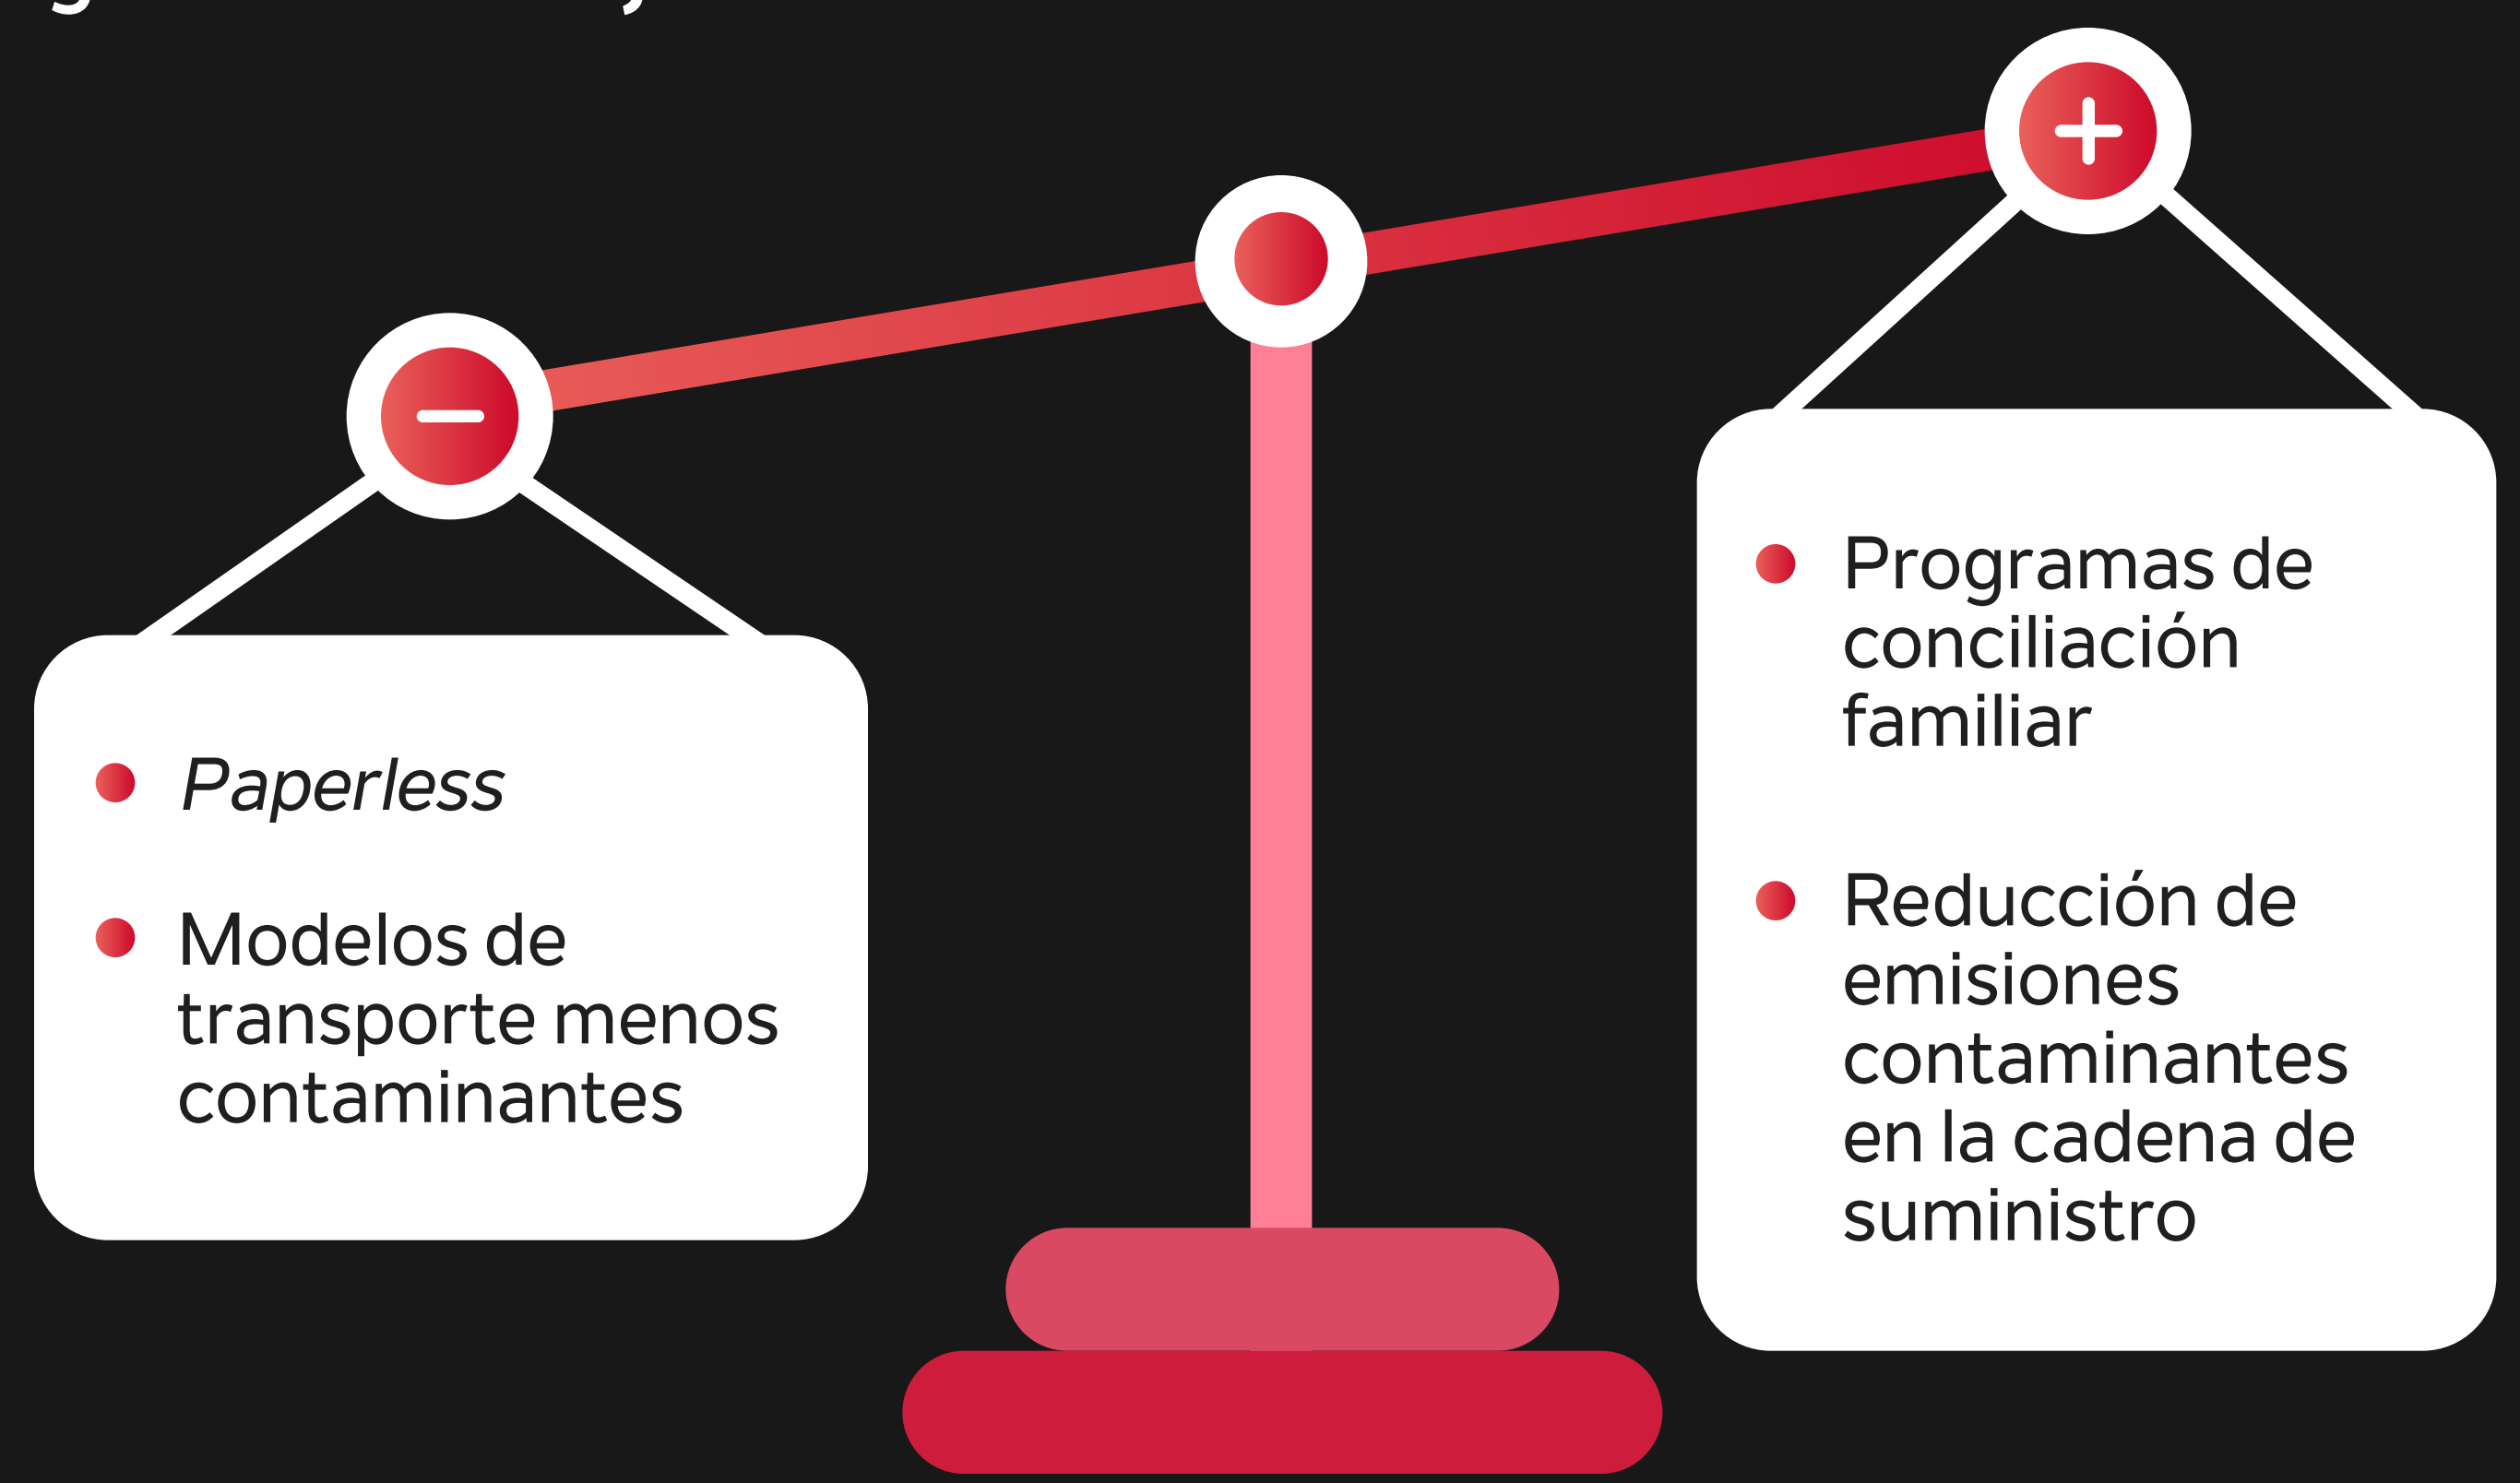 Paperless
Modelos de
transporte menos
contaminantes
Programas de
conciliación
familiar
Reducción de
emisiones
contaminantes
en la cadena de
suministro